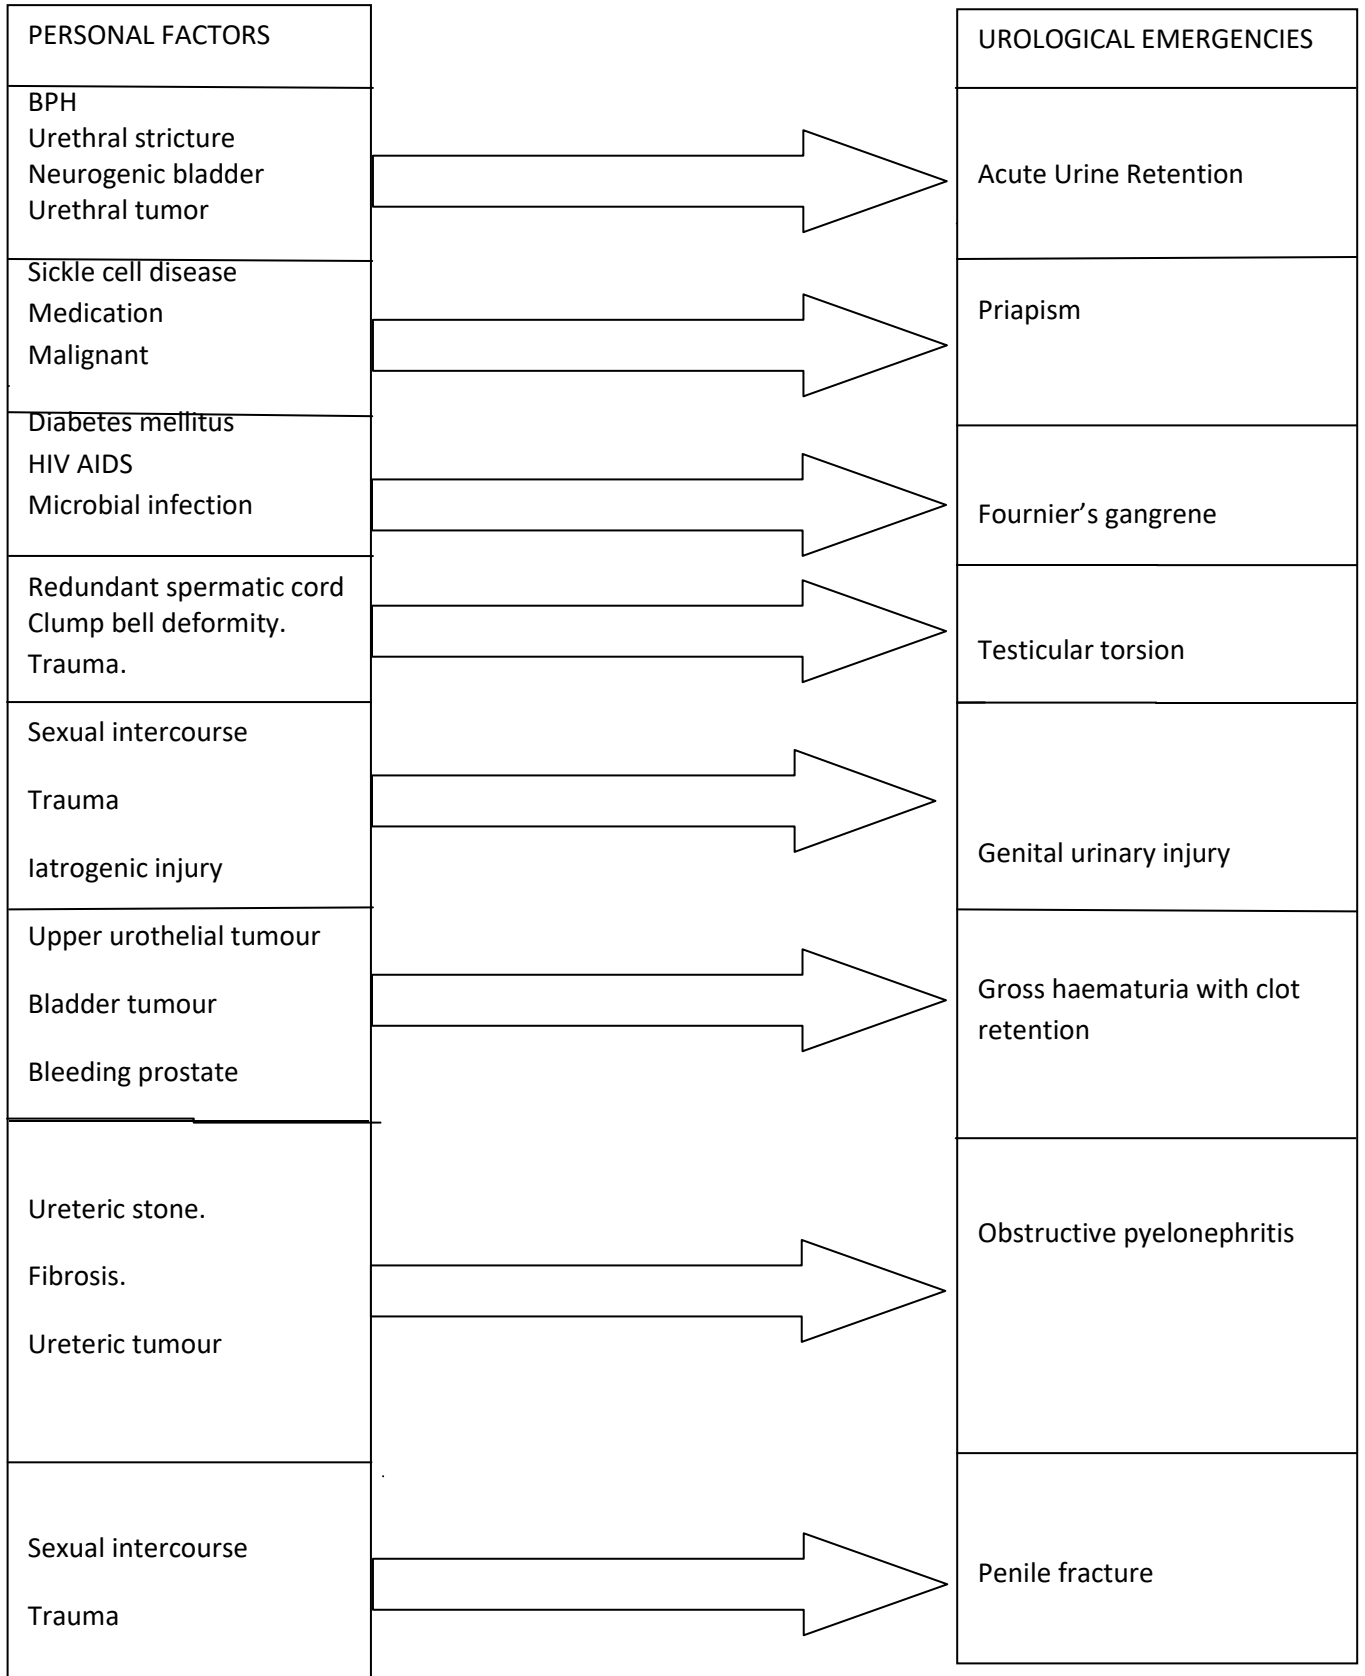 PERSONAL FACTORS
UROLOGICAL EMERGENCIES
BPH
Urethral stricture
Neurogenic bladder
Urethral tumor
Acute Urine Retention
Sickle cell disease
Medication
Malignant
Priapism
Diabetes mellitus
HIV AIDS
Microbial infection
Fournier’s gangrene
Redundant spermatic cord
Clump bell deformity.
Trauma.
Testicular torsion
Sexual intercourse
Trauma
Iatrogenic injury
Genital urinary injury
Upper urothelial tumour
Bladder tumour
Bleeding prostate
Gross haematuria with clot
retention
Ureteric stone.
Fibrosis.
Ureteric tumour
Obstructive pyelonephritis
Sexual intercourse
Trauma
Penile fracture